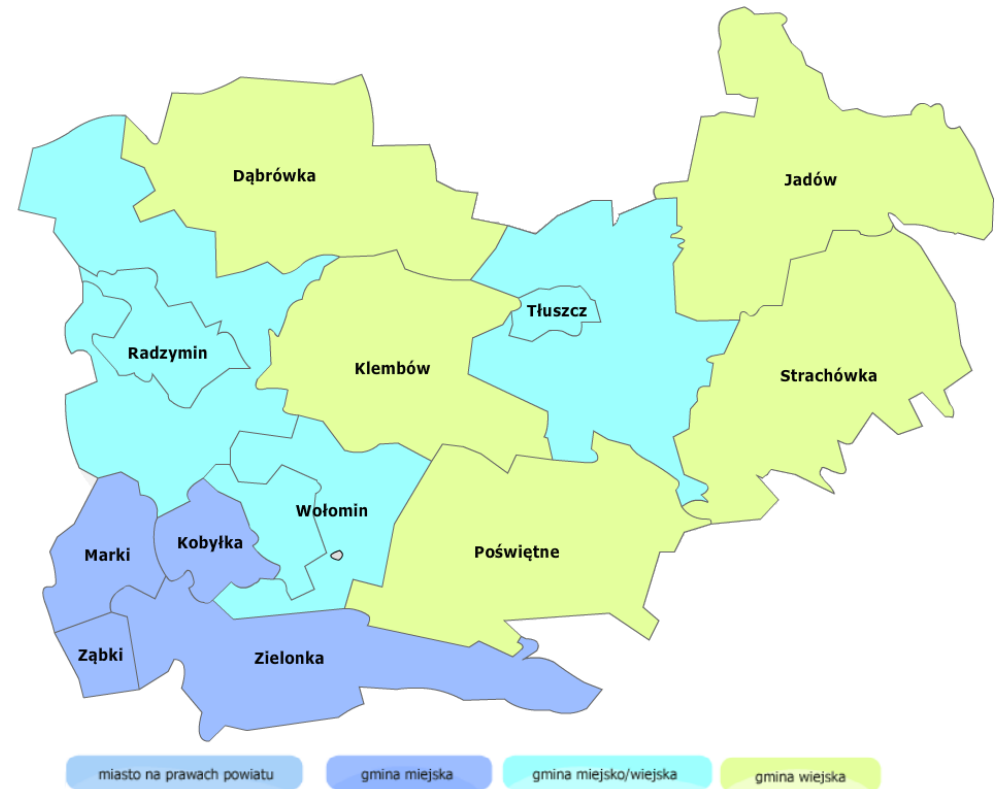 Dąbrówka
Jadów
Tłuszcz
Radzymin
Klembów
Strachówka
Wołomin
Kobyłka
Marki
Poświętne
Ząbki
Zielonka
miasto na prawach powiatu
gmina miejska
gmina miejsko/wiejska
gmina wiejska